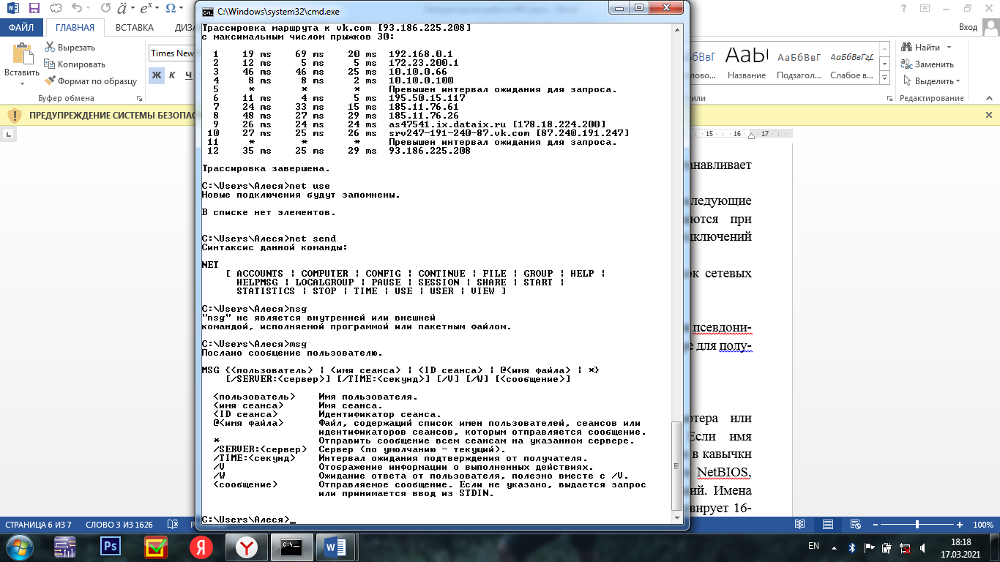 C:\Windows\system32\cmd.exe
ФАЙЛ ГЛАВНАЯ ВСТАВКА ДИЗА
Вход
Вставить
Вырезать
Копировать
Формат по образцу
Буфер обмена
Times New
Ж К Ч
Название
Подзагол...
Слабое в...
Найти
Заменить
Выделить
Редактирование
ПРЕДУПРЕЖДЕНИЕ СИСТЕМЫ БЕЗОПАС
15 16 17
Трассировка маршрута к vk.com [93.186.225.208]
с максимальным числом прыжков 30:
1 19 ms 69 ms 20 ms 192.168.0.1
2 12 ms 5 ms 5 ms 172.23.200.1
3 46 ms 46 ms 25 ms 10.10.0.66
4 8 ms 8 ms 2 ms 10.10.0.100
5 * * * Превышен интервал ожидания для запроса.
6 11 ms 4 ms 5 ms 195.50.15.117
7 24 ms 33 ms 15 ms 185.11.76.61
8 48 ms 27 ms 29 ms 185.11.76.26
9 26 ms 24 ms 24 ms as47541.ix.dataix.ru [178.18.224.200]
10 27 ms 25 ms 26 ms srv247-191-240-87.vk.com [87.240.191.247]
11 * * * Превышен интервал ожидания для запроса.
12 35 ms 25 ms 29 ms 93.186.225.208
Трассировка завершена.
C:\Users\Алеся>net use
Новые подключения будут запомнены.
В списке нет элементов.
C:\Users\Алеся>net send
Синтаксис данной команды:
NET
[ ACCOUNTS ¦ COMPUTER ¦ CONFIG ¦ CONTINUE ¦ FILE ¦ GROUP ¦ HELP ¦
HELPMSG ¦ LOCALGROUP ¦ PAUSE ¦ SESSION ¦ SHARE ¦ START ¦
STATISTICS ¦ STOP ¦ TIME ¦ USE ¦ USER ¦ VIEW ]
C:\Users\Алеся>nsg
"nsg" не является внутренней или внешней
командой, исполняемой программой или пакетным файлом.
C:\Users\Алеся>msg
Послано сообщение пользователю.
MSG {<пользователь> ¦ <имя сеанса> ¦ <ID сеанса> ¦ @<имя файла> ¦ *}
[/SERVER:<сервер>] [/TIME:<секунд>] [/V] [/W] [<сообщение>]
<пользователь> Имя пользователя.
<имя сеанса> Имя сеанса.
<ID сеанса> Идентификатор сеанса.
@<имя файла> Файл, содержащий список имен пользователей, сеансов или
идентификаторов сеансов, которым отправляется сообщение.
* Отправить сообщение всем сеансам на указанном сервере.
/SERVER:<сервер> Сервер (по умолчанию - текущий).
/TIME:<секунд> Интервал ожидания подтверждения от получателя.
/V Отображение информации о выполненных действиях.
/W Ожидание ответа от пользователя, полезно вместе с /V.
<сообщение> Отправляемое сообщение. Если не указано, выдается запрос
или принимается ввод из STDIN.
C:\Users\Алеся>
анавливает
ледующие
ются при
дключений
ок сетевых
псевдони-
е для полу-
ютера или
Если имя
в кавычки
NetBIOS,
ий. Имена
вирует 16-
СТРАНИЦА 6 ИЗ 7 СЛОВО 3 ИЗ 1626
100%
EN
18:18
17.03.2021